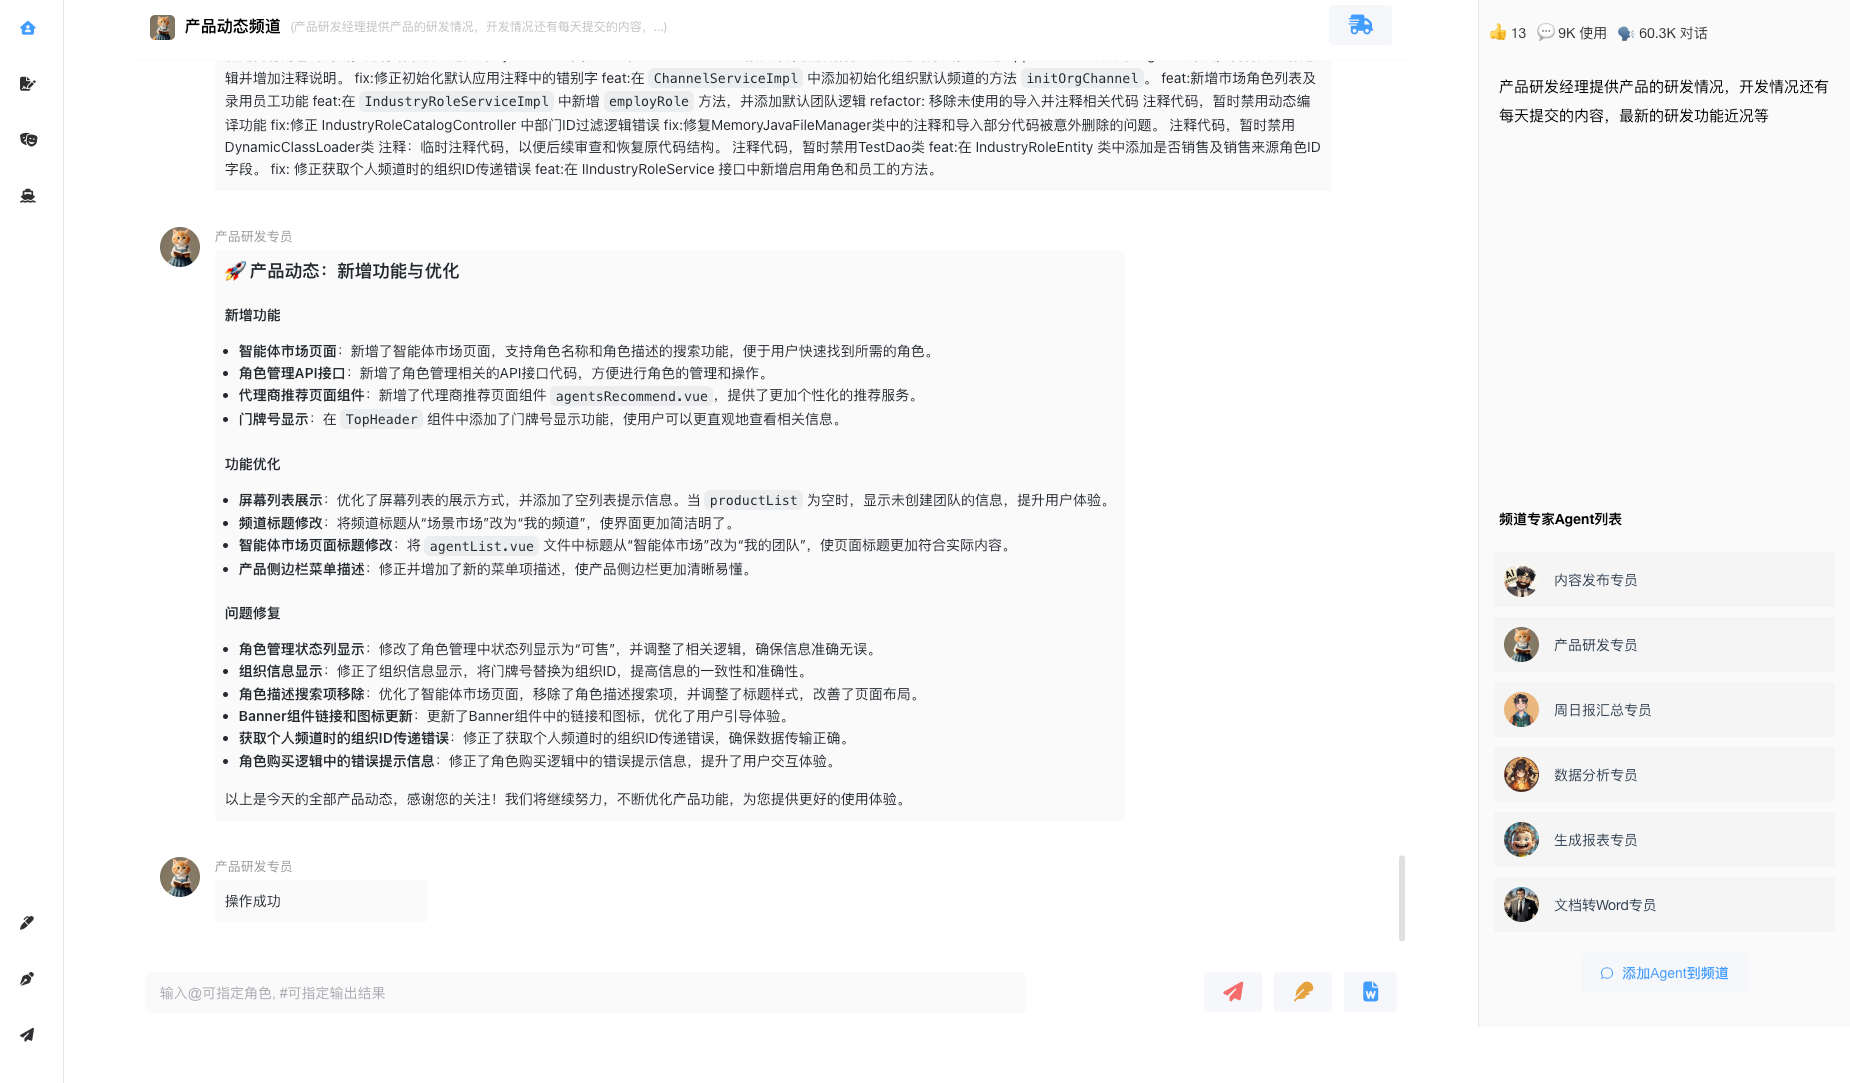 产品动态频道 (产品研发经理提供产品的研发情况，开发情况还有每天提交的内容，...)
辑并增加注释说明。 fix:修正初始化默认应用注释中的错别字 feat:在 ChannelServiceImpl 中添加初始化组织默认频道的方法 initOrgChannel 。 feat:新增市场角色列表及
录用员工功能 feat:在 IndustryRoleServiceImpl 中新增 employRole 方法，并添加默认团队逻辑 refactor: 移除未使用的导入并注释相关代码 注释代码，暂时禁用动态编
译功能 fix:修正 IndustryRoleCatalogController 中部门ID过滤逻辑错误 fix:修复MemoryJavaFileManager类中的注释和导入部分代码被意外删除的问题。 注释代码，暂时禁用
DynamicClassLoader类 注释：临时注释代码，以便后续审查和恢复原代码结构。 注释代码，暂时禁用TestDao类 feat:在 IndustryRoleEntity 类中添加是否销售及销售来源角色ID
字段。 fix: 修正获取个人频道时的组织ID传递错误 feat:在 IIndustryRoleService 接口中新增启用角色和员工的方法。
产品研发专员
🚀 产品动态：新增功能与优化
新增功能
• 智能体市场页面：新增了智能体市场页面，支持角色名称和角色描述的搜索功能，便于用户快速找到所需的角色。
• 角色管理API接口：新增了角色管理相关的API接口代码，方便进行角色的管理和操作。
• 代理商推荐页面组件：新增了代理商推荐页面组件 agentsRecommend.vue ，提供了更加个性化的推荐服务。
• 门牌号显示：在 TopHeader 组件中添加了门牌号显示功能，使用户可以更直观地查看相关信息。
功能优化
• 屏幕列表展示：优化了屏幕列表的展示方式，并添加了空列表提示信息。当 productList 为空时，显示未创建团队的信息，提升用户体验。
• 频道标题修改：将频道标题从“场景市场”改为“我的频道”，使界面更加简洁明了。
• 智能体市场页面标题修改：将 agentList.vue 文件中标题从“智能体市场”改为“我的团队”，使页面标题更加符合实际内容。
• 产品侧边栏菜单描述：修正并增加了新的菜单项描述，使产品侧边栏更加清晰易懂。
问题修复
• 角色管理状态列显示：修改了角色管理中状态列显示为“可售”，并调整了相关逻辑，确保信息准确无误。
• 组织信息显示：修正了组织信息显示，将门牌号替换为组织ID，提高信息的一致性和准确性。
• 角色描述搜索项移除：优化了智能体市场页面，移除了角色描述搜索项，并调整了标题样式，改善了页面布局。
• Banner组件链接和图标更新：更新了Banner组件中的链接和图标，优化了用户引导体验。
• 获取个人频道时的组织ID传递错误：修正了获取个人频道时的组织ID传递错误，确保数据传输正确。
• 角色购买逻辑中的错误提示信息：修正了角色购买逻辑中的错误提示信息，提升了用户交互体验。
以上是今天的全部产品动态，感谢您的关注！我们将继续努力，不断优化产品功能，为您提供更好的使用体验。
产品研发专员
操作成功
输入@可指定角色, #可指定输出结果
👍 13 💬 9K 使用 🗣 60.3K 对话
产品研发经理提供产品的研发情况，开发情况还有
每天提交的内容，最新的研发功能近况等
频道专家Agent列表
内容发布专员
产品研发专员
周日报汇总专员
数据分析专员
生成报表专员
文档转Word专员
添加Agent到频道